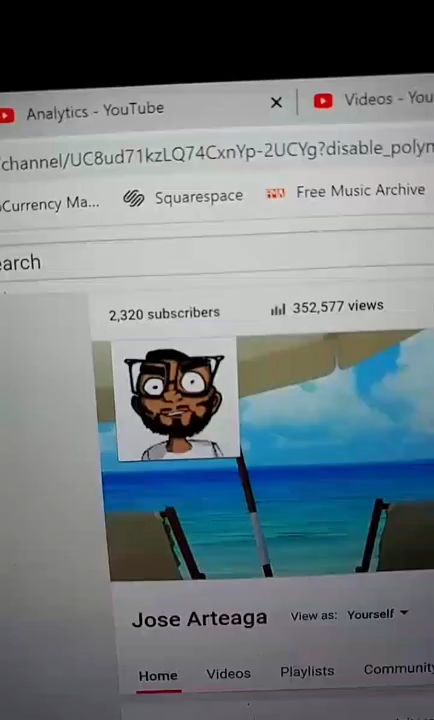 Analytics - YouTube
Videos - You
channel/UC8ud71kzLQ74CxnYp-2UCYg?disable_polym
Currency Ma...
Squarespace
Free Music Archive
earch
2,320 subscribers
352,577 views
Jose Arteaga
View as: Yourself
Home
Videos
Playlists
Community